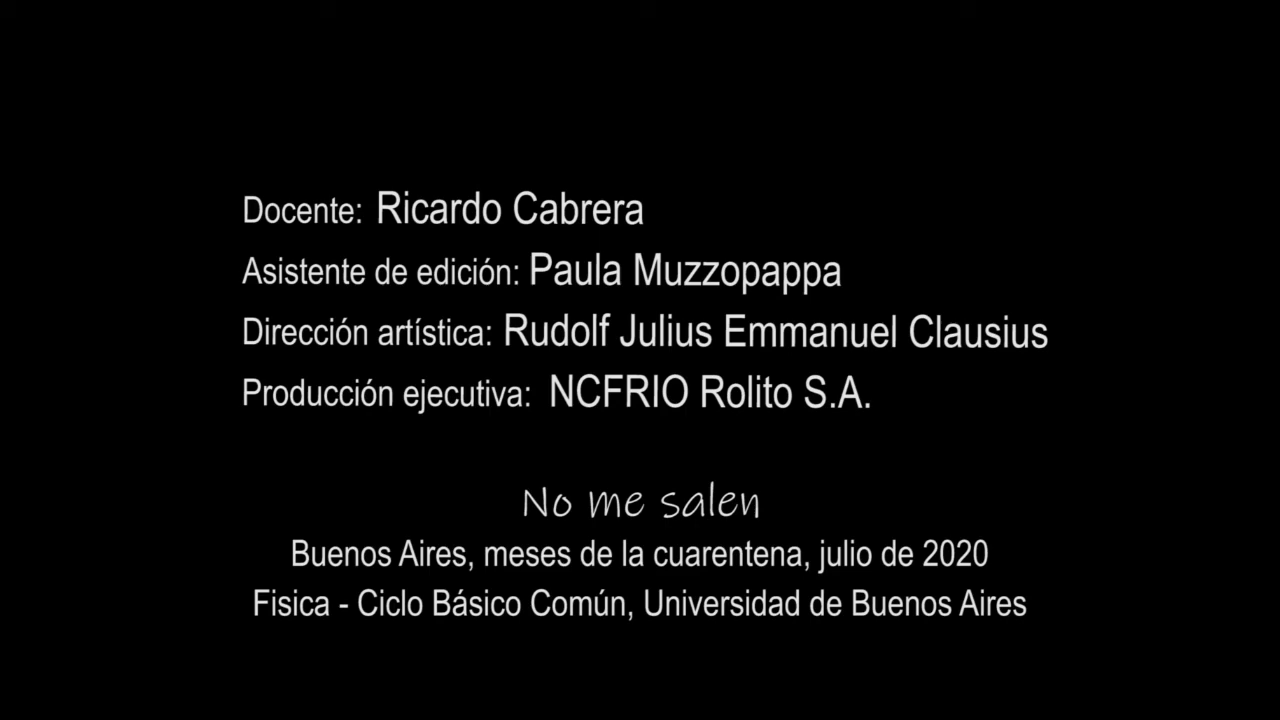 Docente: Ricardo Cabrera
Asistente de edición: Paula Muzzopappa
Dirección artística: Rudolf Julius Emmanuel Clausius
Producción ejecutiva: NCFRIO Rolito S.A.
No me salen
Buenos Aires, meses de la cuarentena, julio de 2020
Fisica - Ciclo Básico Común, Universidad de Buenos Aires